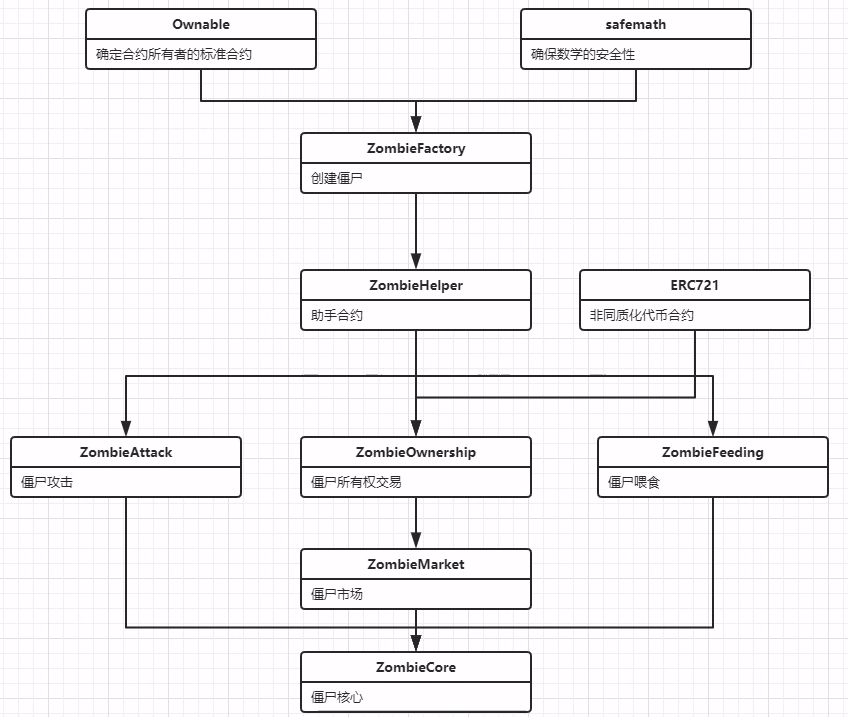 Ownable
确定合约所有者的标准合约
safemath
确保数学的安全性
ZombieFactory
创建僵尸
ZombieHelper
助手合约
ERC721
非同质化代币合约
ZombieAttack
僵尸攻击
ZombieOwnership
僵尸所有权交易
ZombieFeeding
僵尸喂食
ZombieMarket
僵尸市场
ZombieCore
僵尸核心